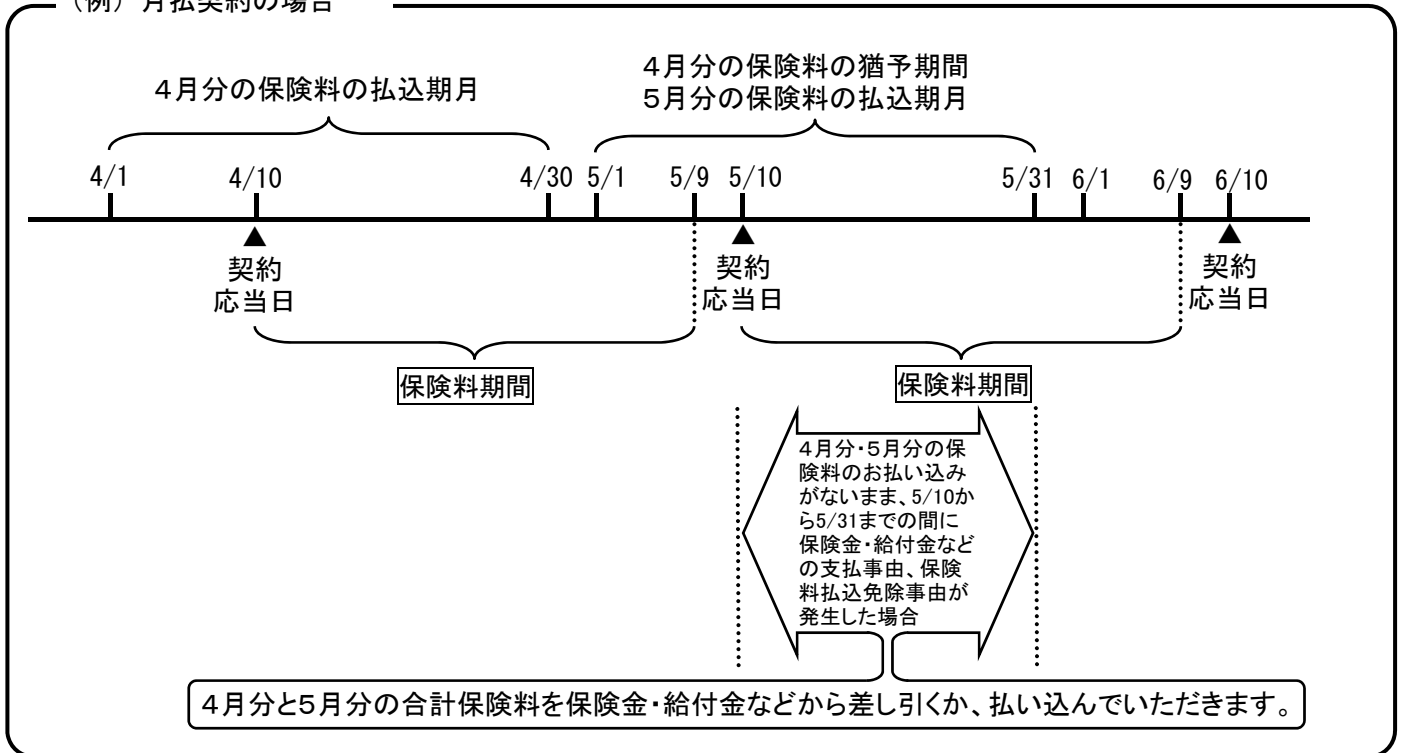 （例）月払契約の場合
４月分の保険料の払込期月
４月分の保険料の猶予期間
５月分の保険料の払込期月
4/1 4/10 4/30 5/1 5/9 5/10 5/31 6/1 6/9 6/10
▲ ▲ ▲
契約 契約 契約
応当日 応当日 応当日
保険料期間 保険料期間
４月分・５月分の保
険料のお払い込み
がないまま、5/10か
ら5/31までの間に
保険金・給付金など
の支払事由、保険
料払込免除事由が
発生した場合
４月分と５月分の合計保険料を保険金・給付金などから差し引くか、払い込んでいただきます。